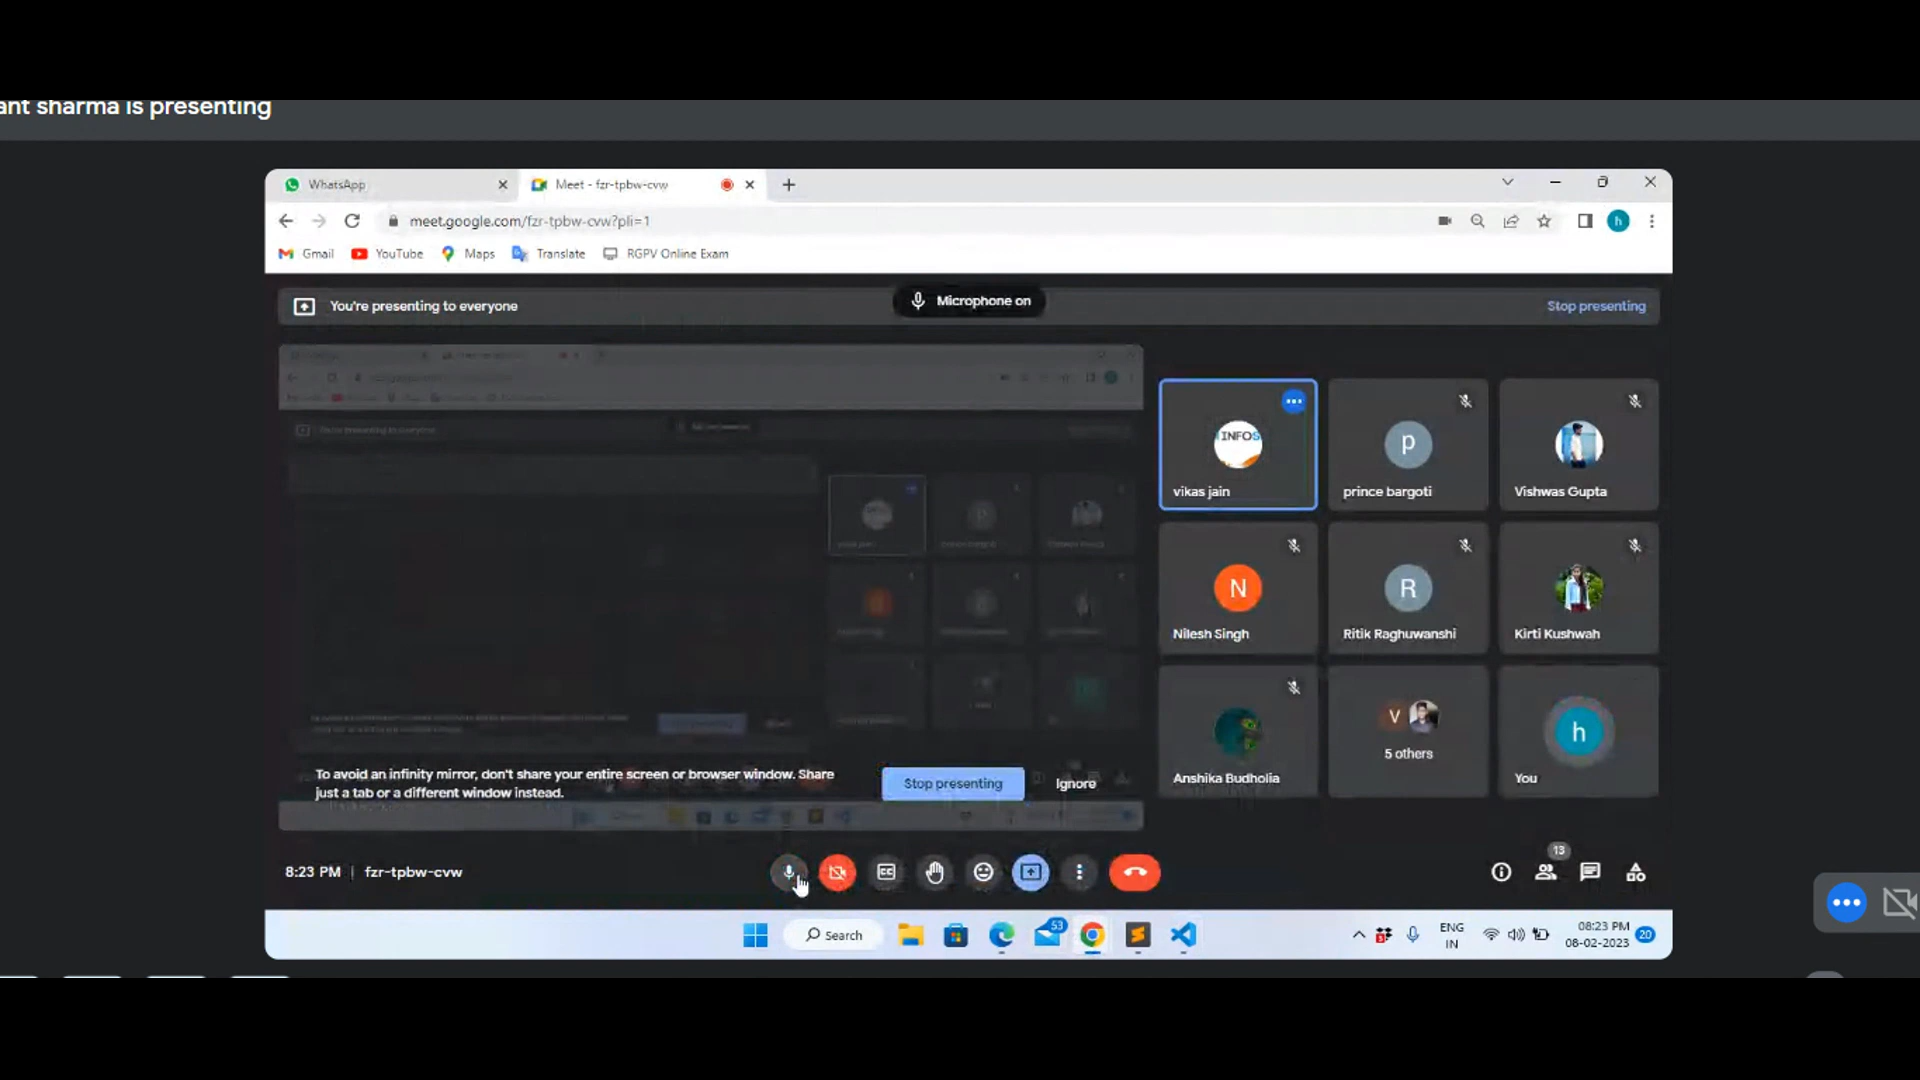 ant sharma is presenting
WhatsApp
Meet - fzr-tpbw-cvw
meet.google.com/fzr-tpbw-cvw?pli=1
h
Gmail
YouTube
Maps
Translate
RGPV Online Exam
You're presenting to everyone
Microphone on
Stop presenting
INFOS
vikas jain
p
prince bargoti
Vishwas Gupta
N
Nilesh Singh
R
Ritik Raghuwanshi
Kirti Kushwah
Anshika Budholia
V
5 others
h
You
To avoid an infinity mirror, don't share your entire screen or browser window. Share
just a tab or a different window instead.
Stop presenting
Ignore
8:23 PM | fzr-tpbw-cvw
13
Search
53
ENG
IN
08:23 PM
08-02-2023
20